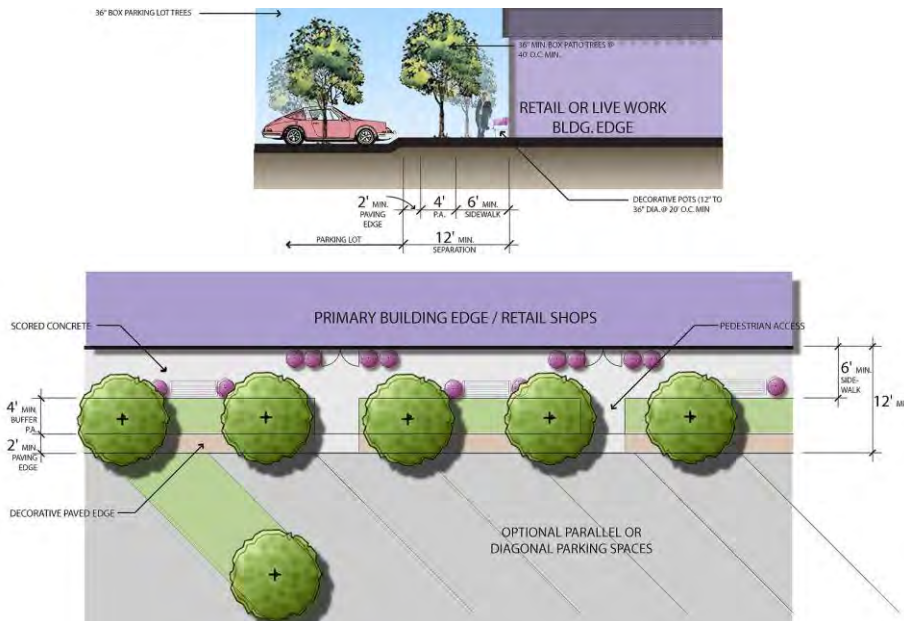 36" BOX PARKING LOT TREES
36" MIN. BOX PATIO TREES @
40' O.C. MIN.
RETAIL OR LIVE WORK
BLDG. EDGE
DECORATIVE POTS (12" TO
36" DIA. @ 20' O.C. MIN
2' MIN.
PAVING
EDGE
4'
P.A.
6' MIN.
SIDEWALK
PARKING LOT
12' MIN.
SEPARATION
PRIMARY BUILDING EDGE / RETAIL SHOPS
SCORED CONCRETE
PEDESTRIAN ACCESS
6' MIN.
SIDE-
WALK
12'
4' MIN.
BUFFER
P.A.
2' MIN.
PAVING
EDGE
DECORATIVE PAVED EDGE
OPTIONAL PARALLEL OR
DIAGONAL PARKING SPACES